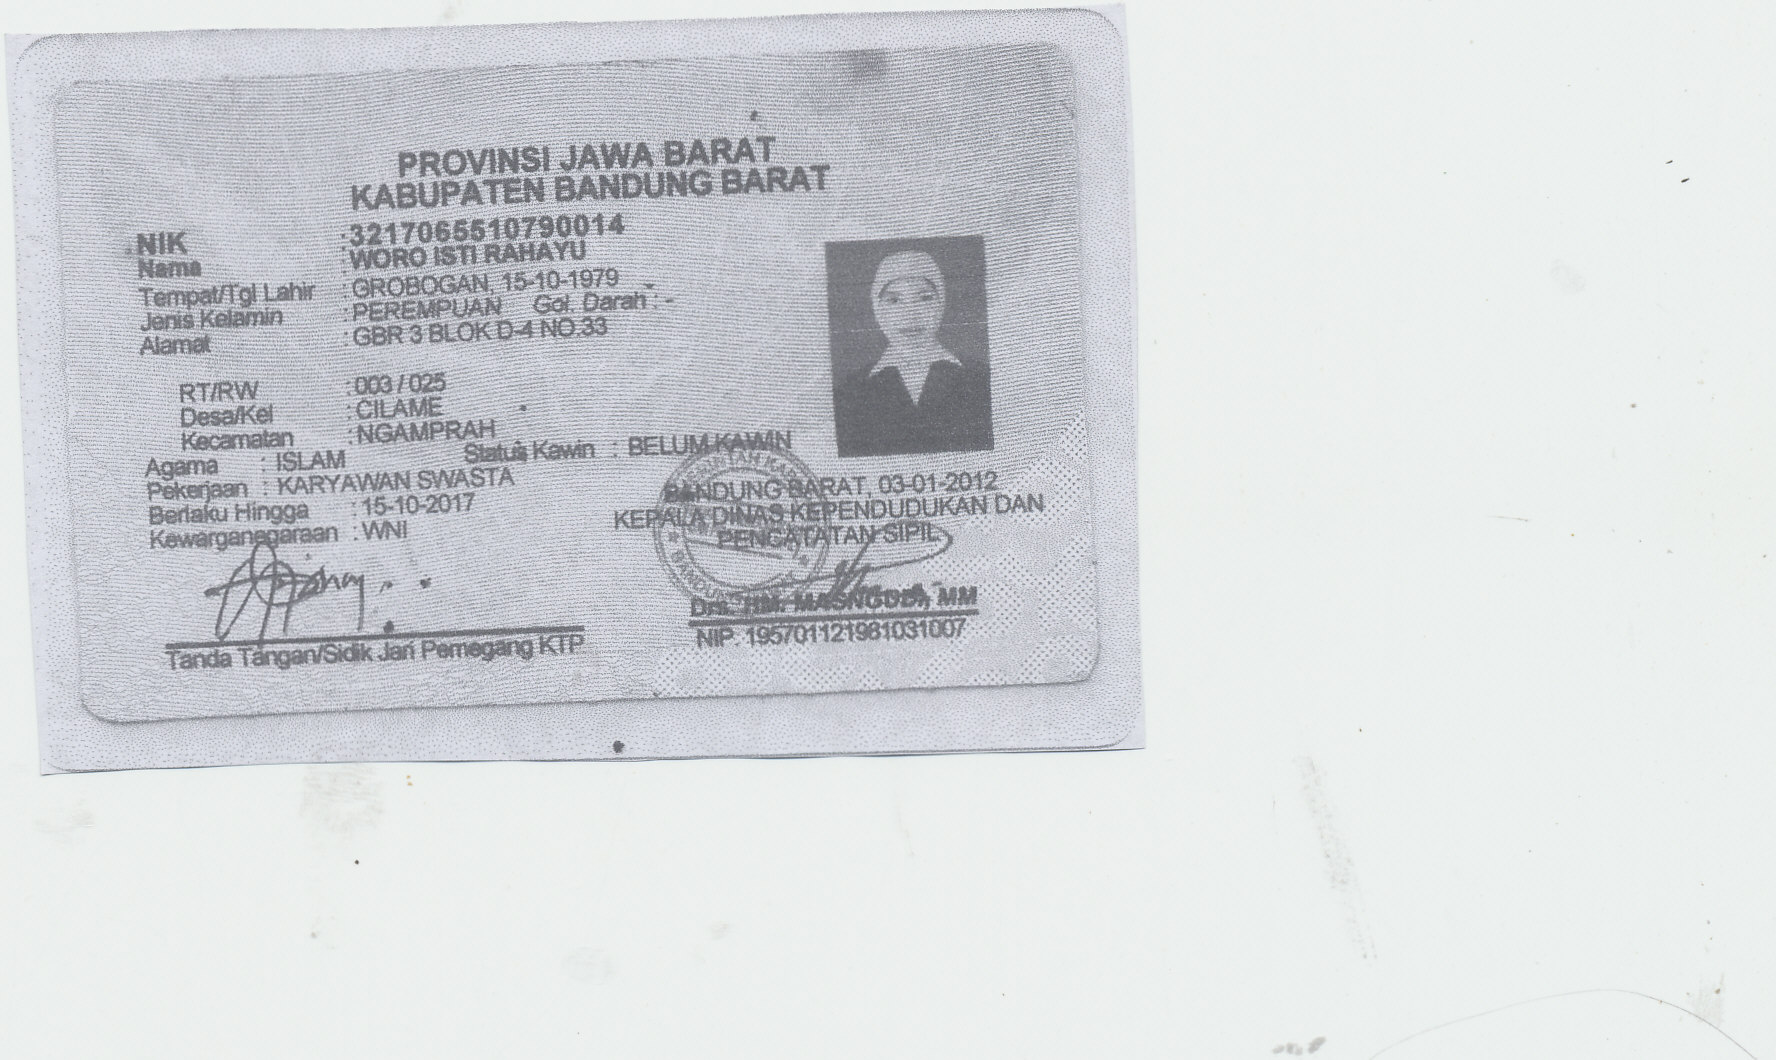 PROVINSI JAWA BARAT
KABUPATEN BANDUNG BARAT
NIK : 3217065510790014
Nama : WORO ISTI RAHAYU
Tempat/Tgl Lahir : GROBOGAN, 15-10-1979
Jenis Kelamin : PEREMPUAN Gol. Darah : -
Alamat : GBR 3 BLOK D-4 NO.33
RT/RW : 003 / 025
Desa/Kel : CILAME
Kecamatan : NGAMPRAH
Agama : ISLAM Status Kawin : BELUM KAWIN
Pekerjaan : KARYAWAN SWASTA
Berlaku Hingga : 15-10-2017
Kewarganegaraan : WNI
BANDUNG BARAT, 03-01-2012
KEPALA DINAS KEPENDUDUKAN DAN
PENCATATAN SIPIL
Drs. HM. MM
NIP. 195701121981031007
Tanda Tangan/Sidik Jari Pemegang KTP